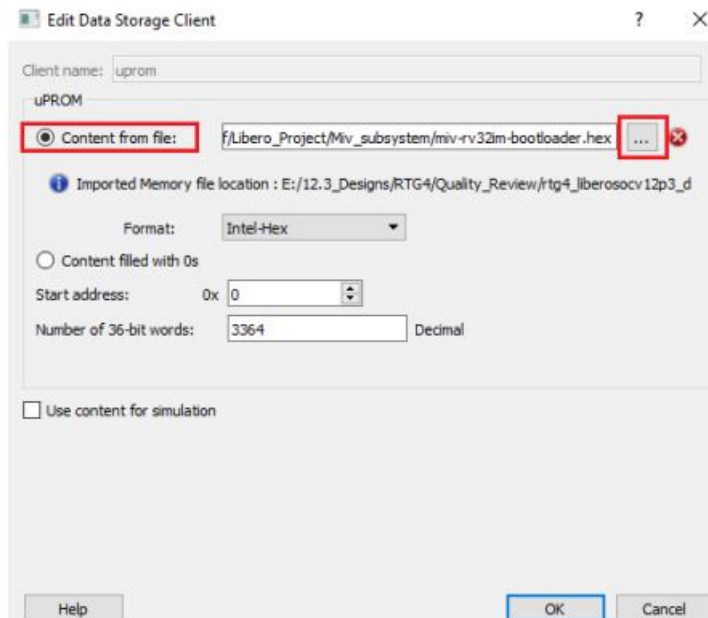 Edit Data Storage Client ? X
Client name: uprom
uPROM
Content from file: f/Libero_Project/Miv_subsystem/miv-rv32im-bootloader.hex ...
Imported Memory file location : E:/12.3_Designs/RTG4/Quality_Review/rtg4_liberosocv12p3_d
Format: Intel-Hex
Content filled with 0s
Start address: 0x 0
Number of 36-bit words: 3364 Decimal
Use content for simulation
Help OK Cancel